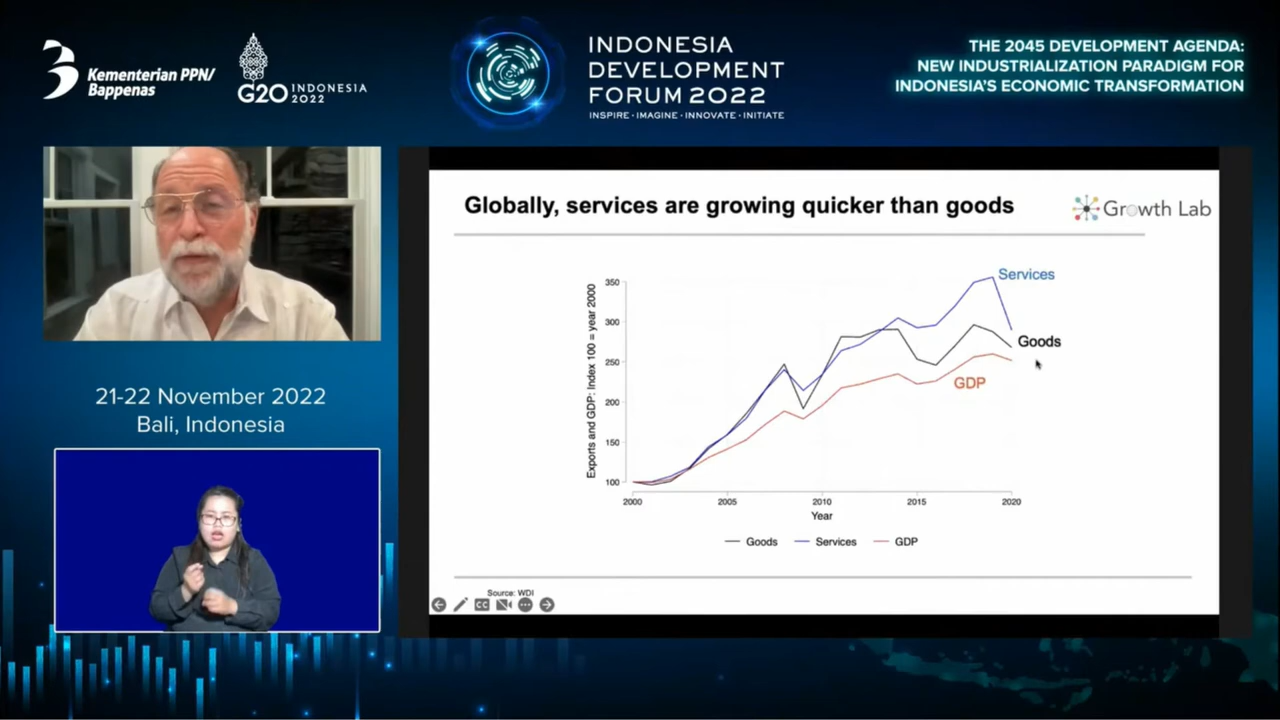 Kementerian PPN/
Bappenas
G20 INDONESIA
2022
INDONESIA
DEVELOPMENT
FORUM 2022
INSPIRE · IMAGINE · INNOVATE · INITIATE
THE 2045 DEVELOPMENT AGENDA:
NEW INDUSTRIALIZATION PARADIGM FOR
INDONESIA'S ECONOMIC TRANSFORMATION
21-22 November 2022
Bali, Indonesia
Globally, services are growing quicker than goods
Growth Lab
Exports and GDP: Index 100 = year 2000
350
300
250
200
150
100
Services
Goods
GDP
2000
2005
2010
2015
2020
Year
Goods
Services
GDP
Source: WDI
CC